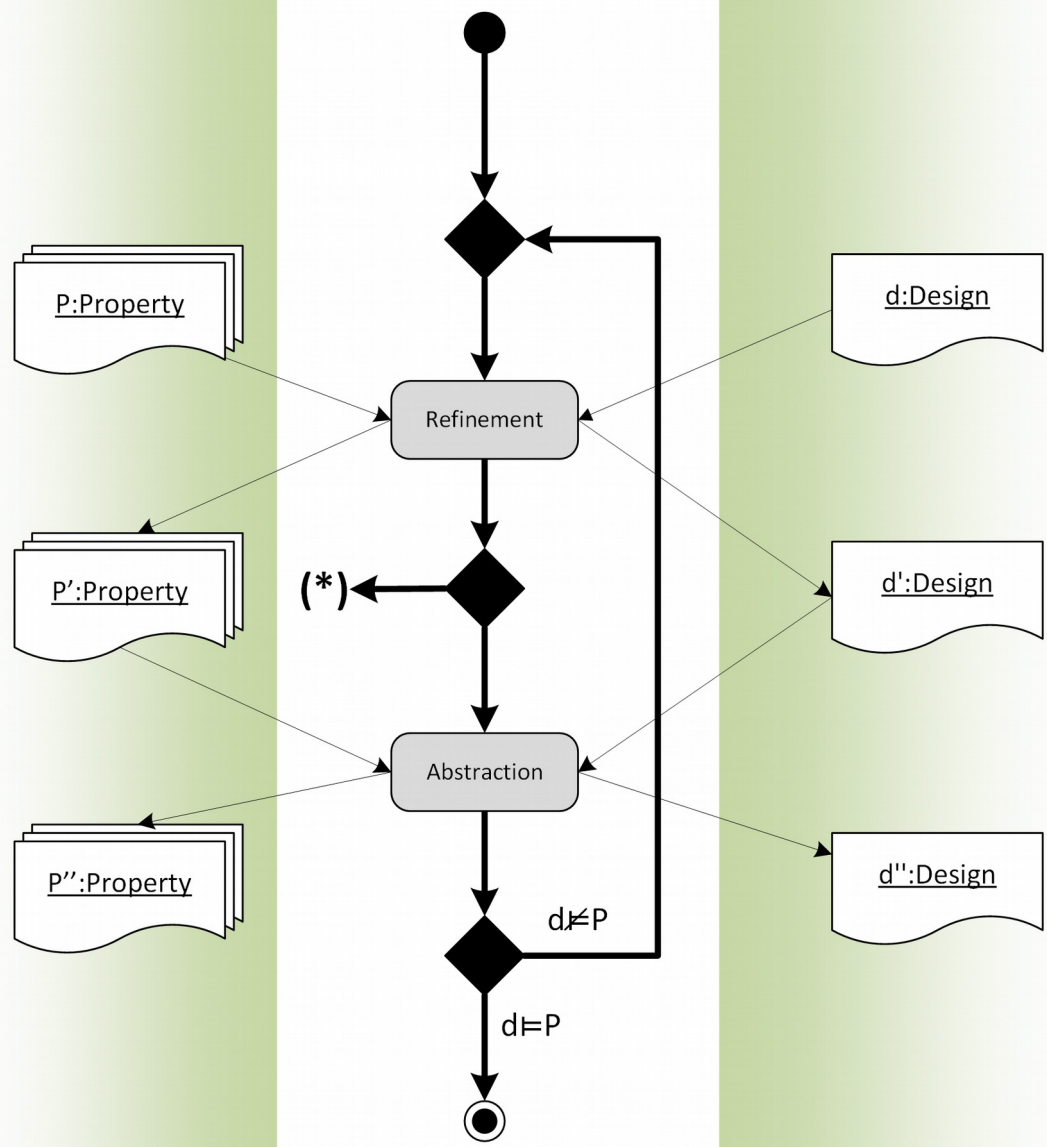 P:Property
d:Design
Refinement
P’:Property
(*)
d':Design
Abstraction
P’’:Property
d'':Design
d⊭P
d⊨P